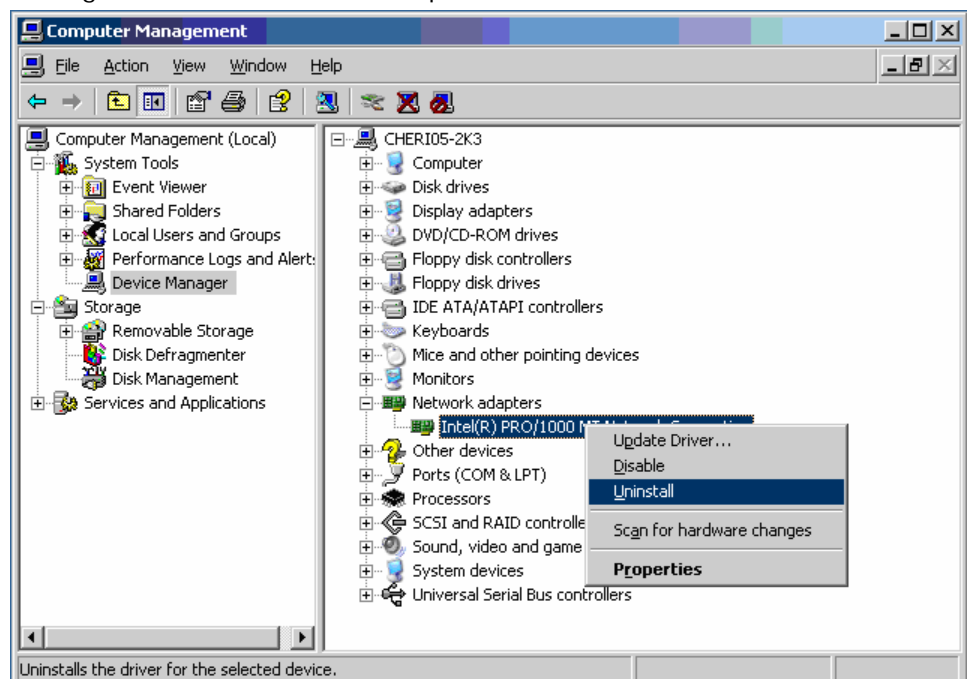 Computer Management
File Action View Window Help
Computer Management (Local)
System Tools
Event Viewer
Shared Folders
Local Users and Groups
Performance Logs and Alert
Device Manager
Storage
Removable Storage
Disk Defragmenter
Disk Management
Services and Applications
CHERI05-2K3
Computer
Disk drives
Display adapters
DVD/CD-ROM drives
Floppy disk controllers
Floppy disk drives
IDE ATA/ATAPI controllers
Keyboards
Mice and other pointing devices
Monitors
Network adapters
Intel(R) PRO/1000
Other devices
Ports (COM & LPT)
Processors
SCSI and RAID controlle
Sound, video and game
System devices
Universal Serial Bus controllers
Update Driver...
Disable
Uninstall
Scan for hardware changes
Properties
Uninstalls the driver for the selected device.